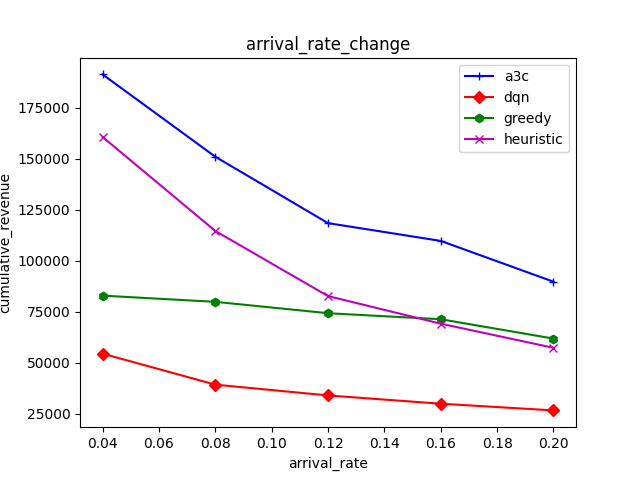 arrival_rate_change
a3c
dqn
greedy
heuristic
cumulative_revenue
175000
150000
125000
100000
75000
50000
25000
0.04 0.06 0.08 0.10 0.12 0.14 0.16 0.18 0.20
arrival_rate